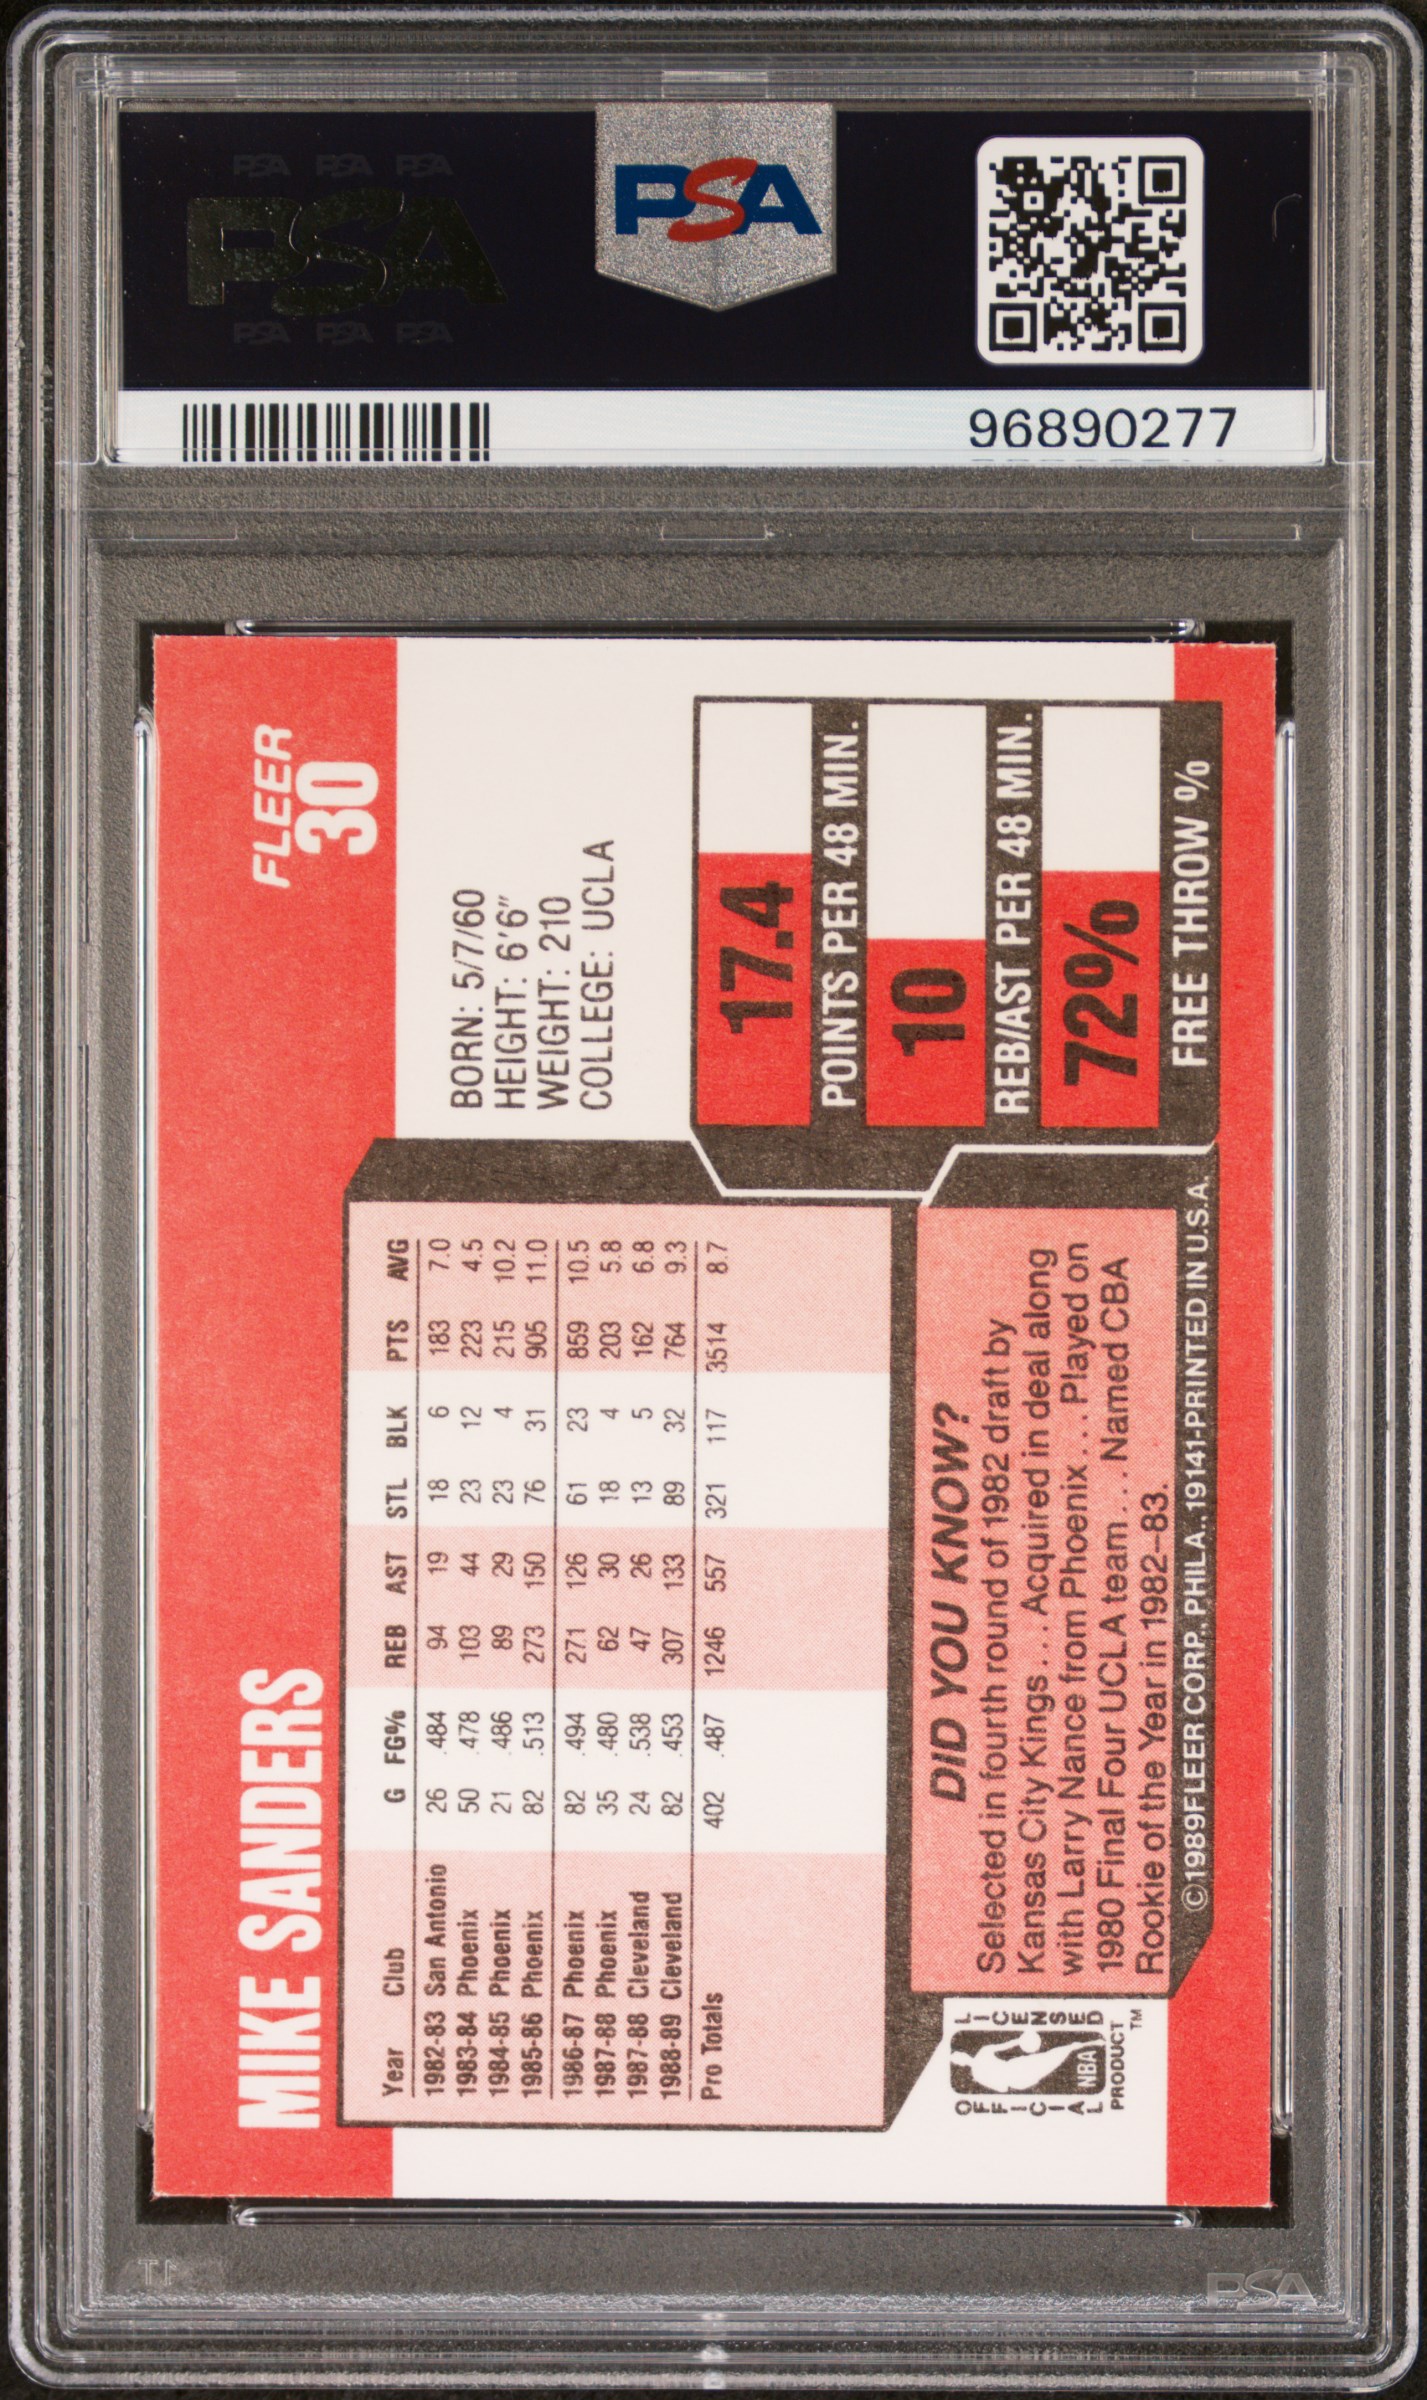 PSA PSA PSA
PSA
PSA PSA PSA
PSA
96890277
FLEER
30
MIKE SANDERS
BORN: 5/7/60
HEIGHT: 6'6"
WEIGHT: 210
COLLEGE: UCLA
Year Club G FG% REB AST STL BLK PTS AVG
1982-83 San Antonio 26 .484 94 19 18 6 183 7.0
1983-84 Phoenix 50 .478 103 44 23 12 223 4.5
1984-85 Phoenix 21 .486 89 29 23 4 215 10.2
1985-86 Phoenix 82 .513 273 150 76 31 905 11.0
1986-87 Phoenix 82 .494 271 126 61 23 859 10.5
1987-88 Phoenix 35 .480 62 30 18 4 203 5.8
1987-88 Cleveland 24 .538 47 26 13 5 162 6.8
1988-89 Cleveland 82 .453 307 133 89 32 764 9.3
Pro Totals 402 .487 1246 557 321 117 3514 8.7
17.4
POINTS PER 48 MIN.
10
REB/AST PER 48 MIN.
72%
FREE THROW %
DID YOU KNOW?
Selected in fourth round of 1982 draft by
Kansas City Kings . . . Acquired in deal along
with Larry Nance from Phoenix . . . Played on
1980 Final Four UCLA team . . . Named CBA
Rookie of the Year in 1982–83.
OFFICIAL NBA LICENSED
PRODUCT ™
©1989 FLEER CORP., PHILA., 19141-PRINTED IN U.S.A.
PSA